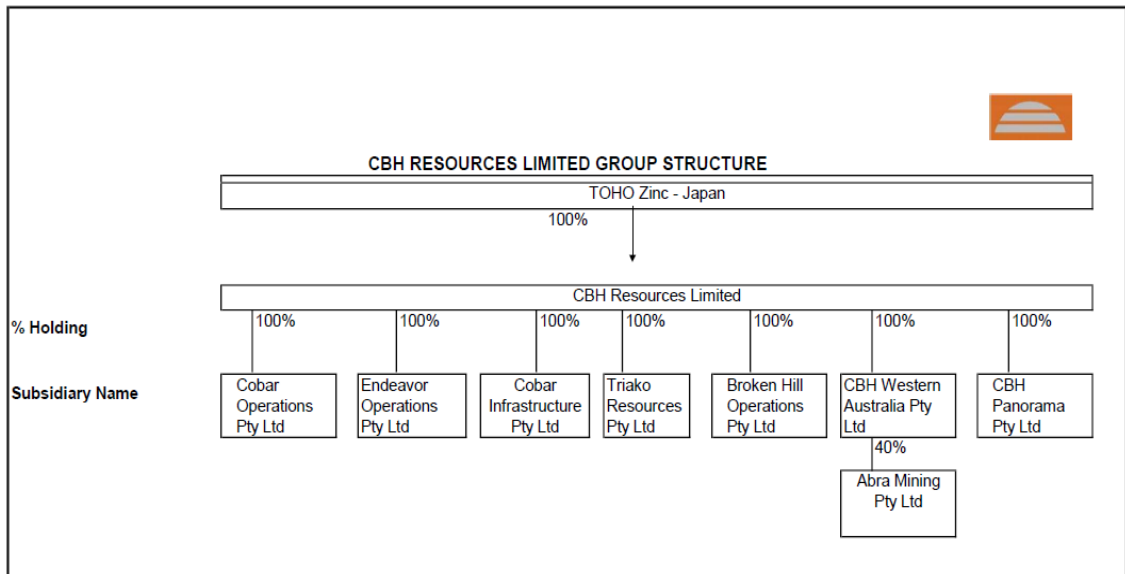 CBH RESOURCES LIMITED GROUP STRUCTURE
TOHO Zinc - Japan
100%
CBH Resources Limited
% Holding
100%
100%
100%
100%
100%
100%
100%
Subsidiary Name
Cobar
Operations
Pty Ltd
Endeavor
Operations
Pty Ltd
Cobar
Infrastructure
Pty Ltd
Triako
Resources
Pty Ltd
Broken Hill
Operations
Pty Ltd
CBH Western
Australia Pty
Ltd
CBH
Panorama
Pty Ltd
40%
Abra Mining
Pty Ltd